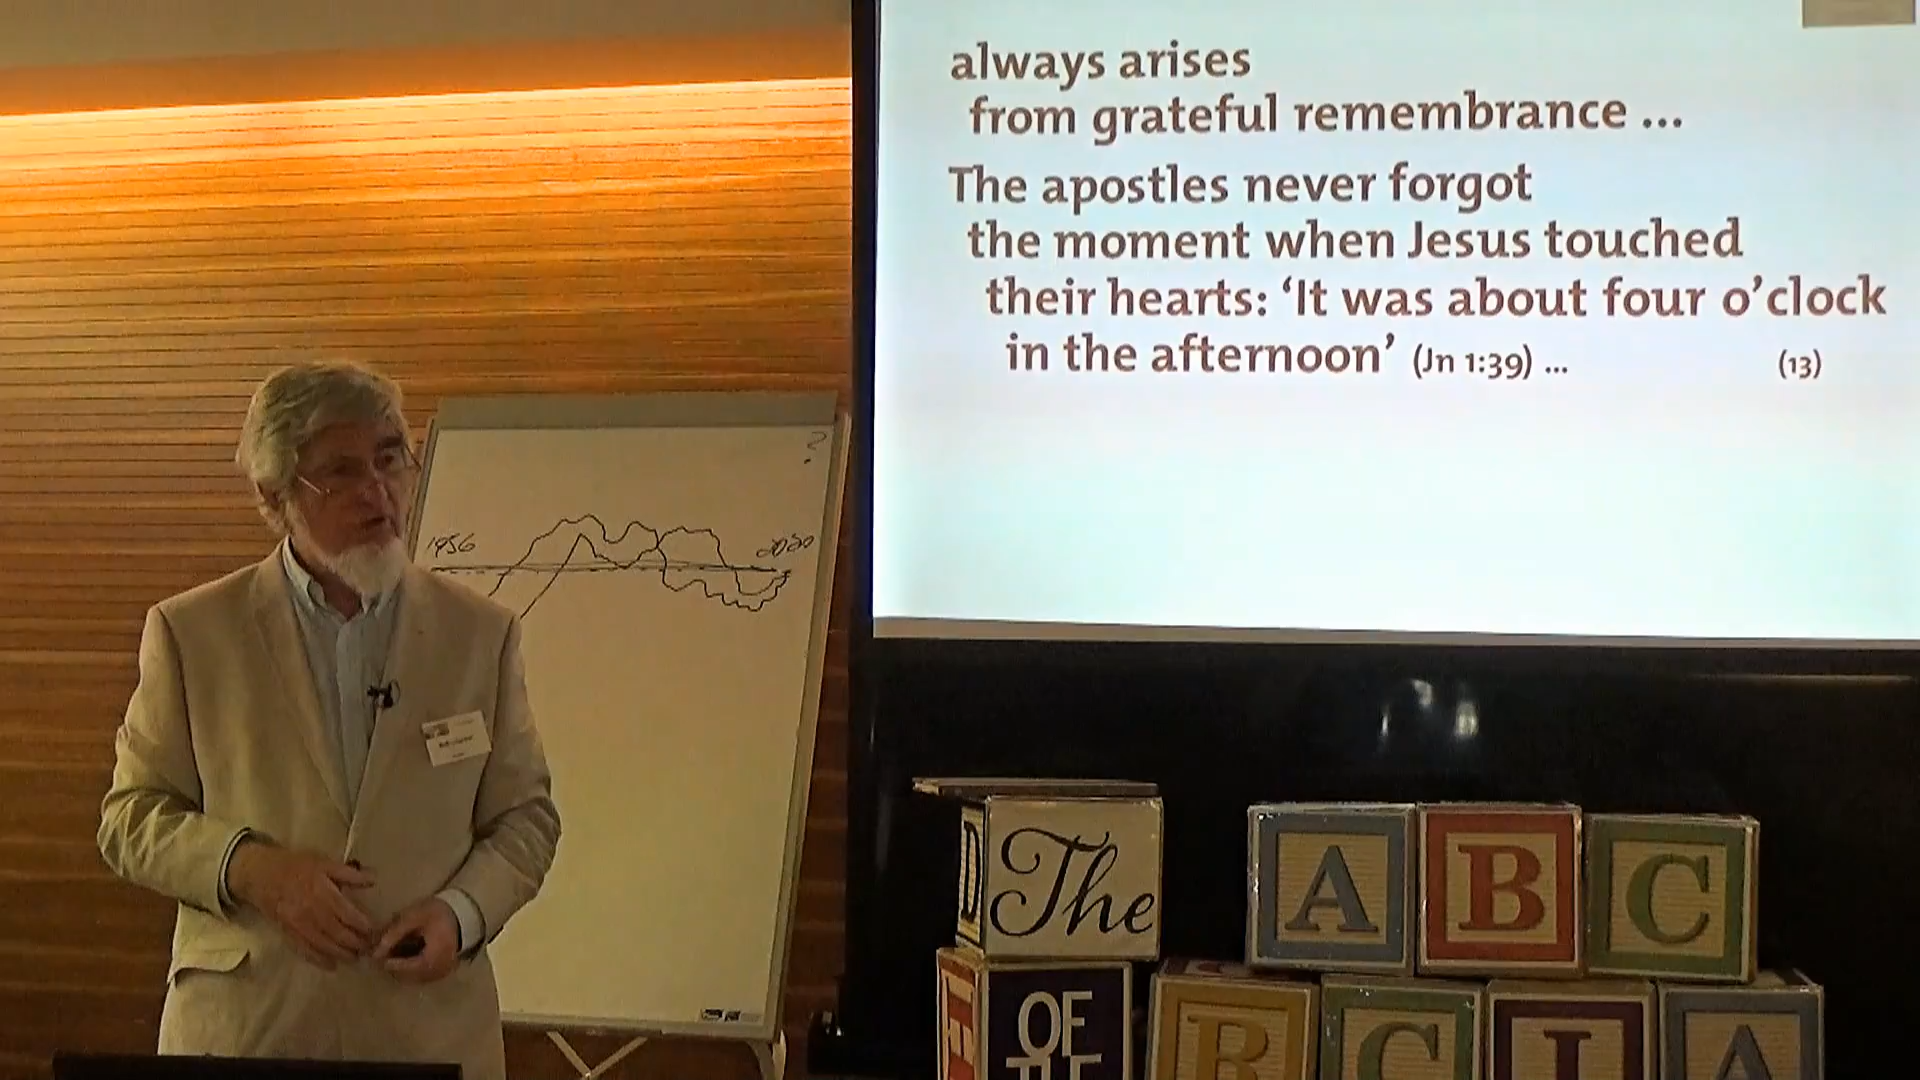 always arises
from grateful remembrance ...
The apostles never forgot
the moment when Jesus touched
their hearts: ‘It was about four o’clock
in the afternoon’ (Jn 1:39) ... (13)
?
1956
2020
D The
A B C
OF
B C I A